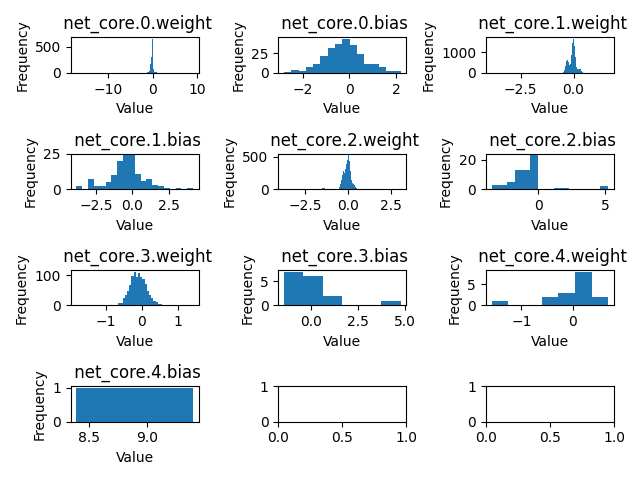 net_core.0.weight
Frequency
500
0
−10
0
10
Value
net_core.0.bias
Frequency
25
0
−2
0
2
Value
net_core.1.weight
Frequency
1000
0
−2.5
0.0
Value
net_core.1.bias
Frequency
25
0
−2.5
0.0
2.5
Value
net_core.2.weight
Frequency
500
0
−2.5
0.0
2.5
Value
net_core.2.bias
Frequency
20
0
0
5
Value
net_core.3.weight
Frequency
100
0
−1
0
1
Value
net_core.3.bias
Frequency
5
0
0.0
2.5
5.0
Value
net_core.4.weight
Frequency
5
0
−1
0
Value
net_core.4.bias
Frequency
1
0
8.5
9.0
Value
1
0
0.0
0.5
1.0
1
0
0.0
0.5
1.0